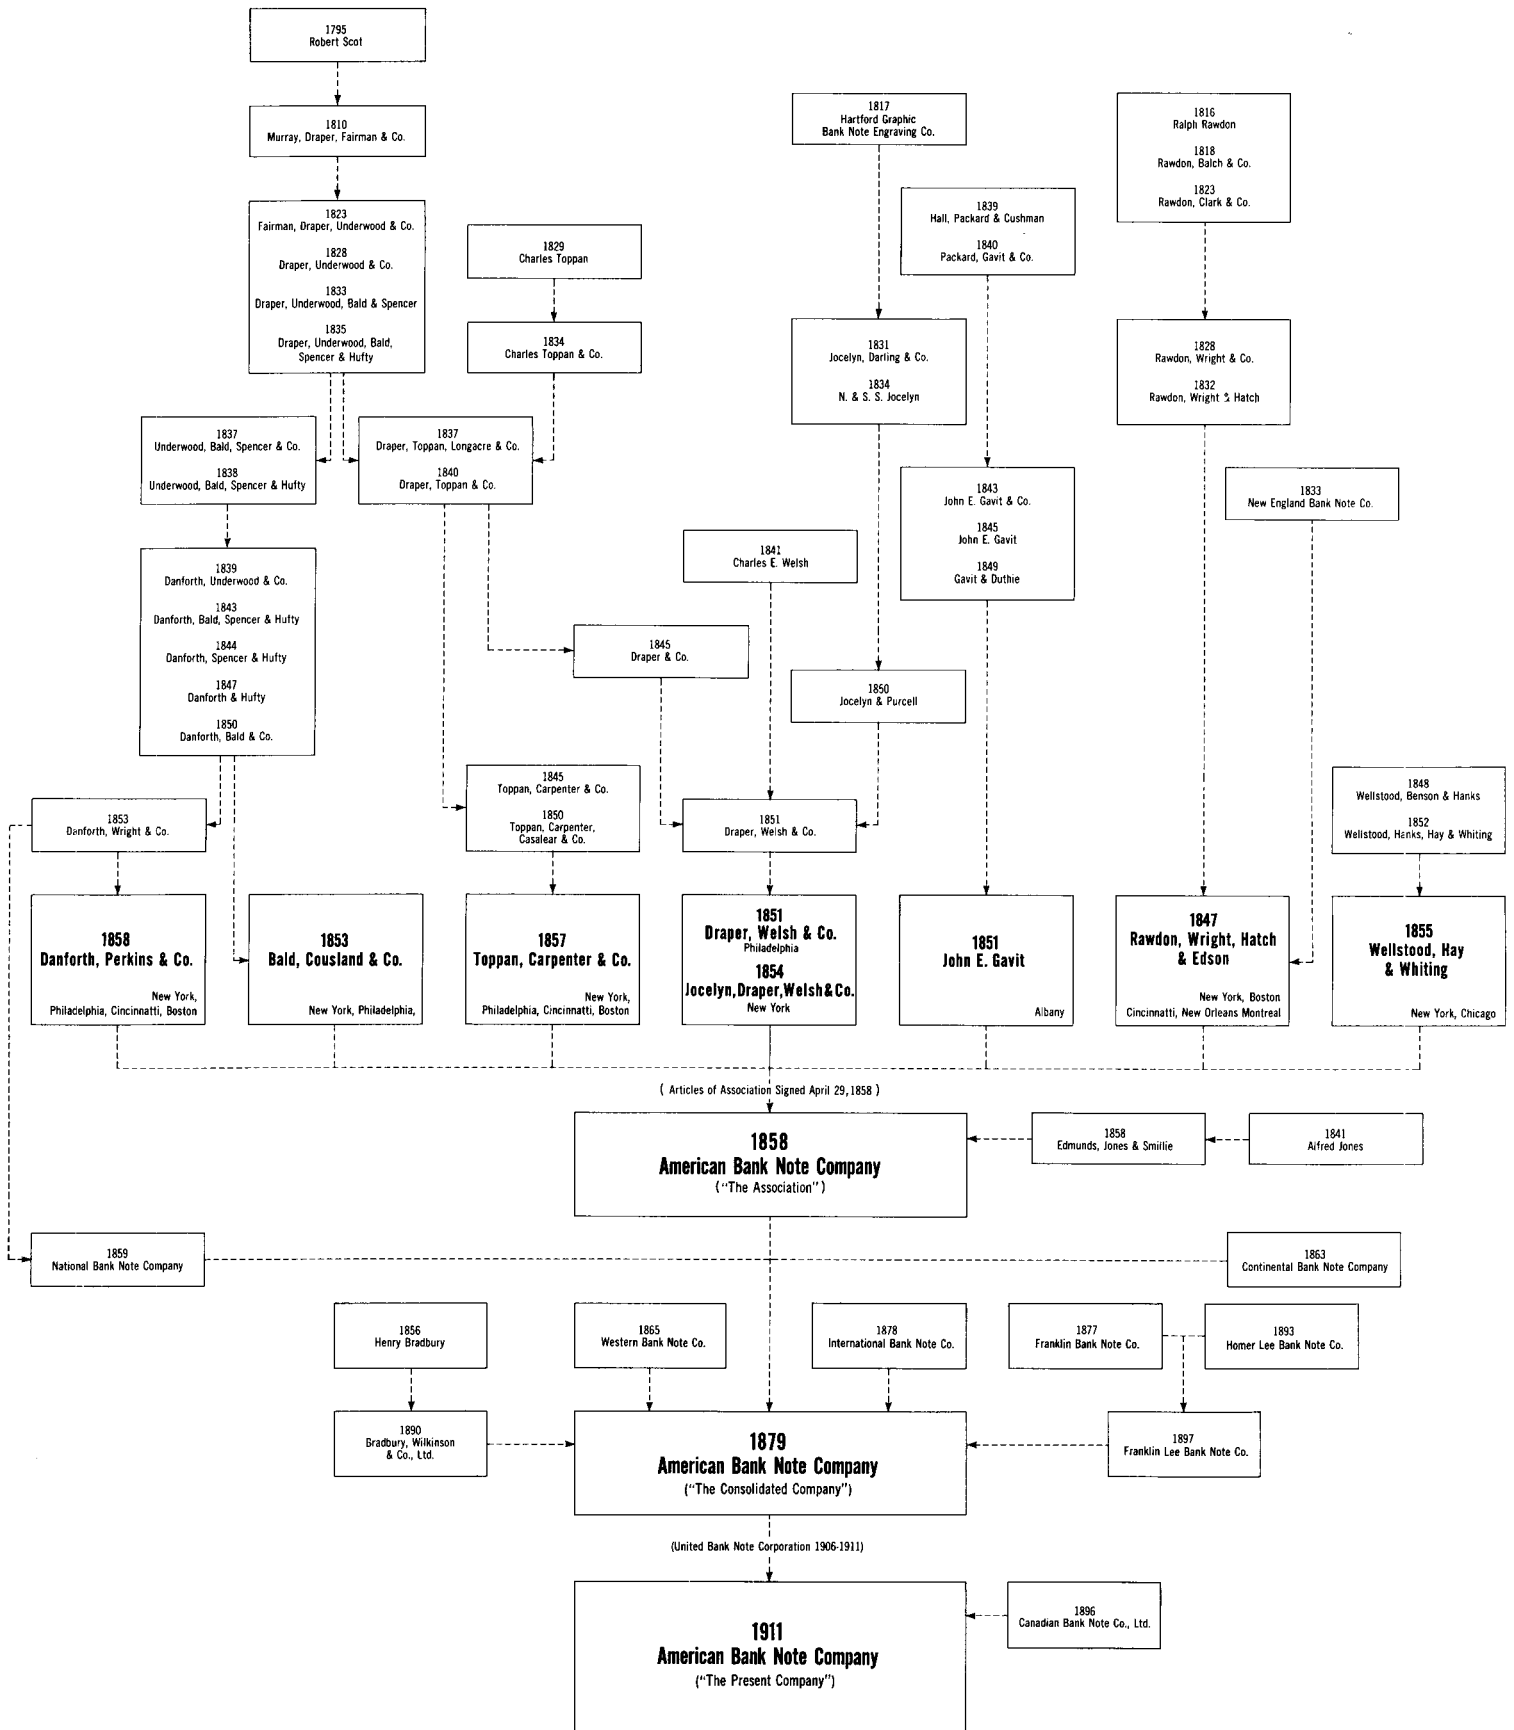 1795
Robert Scot
1810
Murray, Draper, Fairman & Co.
1817
Hartford Graphic
Bank Note Engraving Co.
1816
Ralph Rawdon
1818
Rawdon, Balch & Co.
1823
Rawdon, Clark & Co.
1823
Fairman, Draper, Underwood & Co.
1828
Draper, Underwood & Co.
1833
Draper, Underwood, Bald & Spencer
1835
Draper, Underwood, Bald,
Spencer & Hufty
1829
Charles Toppan
1839
Hall, Packard & Cushman
1840
Packard, Gavit & Co.
1834
Charles Toppan & Co.
1831
Jocelyn, Darling & Co.
1834
N. & S. S. Jocelyn
1828
Rawdon, Wright & Co.
1832
Rawdon, Wright & Hatch
1837
Underwood, Bald, Spencer & Co.
1838
Underwood, Bald, Spencer & Hufty
1837
Draper, Toppan, Longacre & Co.
1840
Draper, Toppan & Co.
1843
John E. Gavit & Co.
1845
John E. Gavit
1849
Gavit & Duthie
1833
New England Bank Note Co.
1841
Charles E. Welsh
1839
Danforth, Underwood & Co.
1843
Danforth, Bald, Spencer & Hufty
1844
Danforth, Spencer & Hufty
1847
Danforth & Hufty
1850
Danforth, Bald & Co.
1845
Draper & Co.
1850
Jocelyn & Purcell
1853
Danforth, Wright & Co.
1845
Toppan, Carpenter & Co.
1850
Toppan, Carpenter,
Casalear & Co.
1851
Draper, Welsh & Co.
1848
Wellstood, Benson & Hanks
1852
Wellstood, Hanks, Hay & Whiting
1858
Danforth, Perkins & Co.
New York,
Philadelphia, Cincinnatti, Boston
1853
Bald, Cousland & Co.
New York, Philadelphia,
1857
Toppan, Carpenter & Co.
New York,
Philadelphia, Cincinnatti, Boston
1851
Draper, Welsh & Co.
Philadelphia
1854
Jocelyn, Draper, Welsh & Co.
New York
1851
John E. Gavit
Albany
1847
Rawdon, Wright, Hatch
& Edson
New York, Boston
Cincinnatti, New Orleans Montreal
1855
Wellstood, Hay
& Whiting
New York, Chicago
( Articles of Association Signed April 29, 1858 )
1858
American Bank Note Company
("The Association")
1858
Edmunds, Jones & Smillie
1841
Alfred Jones
1859
National Bank Note Company
1863
Continental Bank Note Company
1856
Henry Bradbury
1865
Western Bank Note Co.
1878
International Bank Note Co.
1877
Franklin Bank Note Co.
1893
Homer Lee Bank Note Co.
1890
Bradbury, Wilkinson
& Co., Ltd.
1879
American Bank Note Company
("The Consolidated Company")
1897
Franklin Lee Bank Note Co.
(United Bank Note Corporation 1906-1911)
1911
American Bank Note Company
("The Present Company")
1896
Canadian Bank Note Co., Ltd.